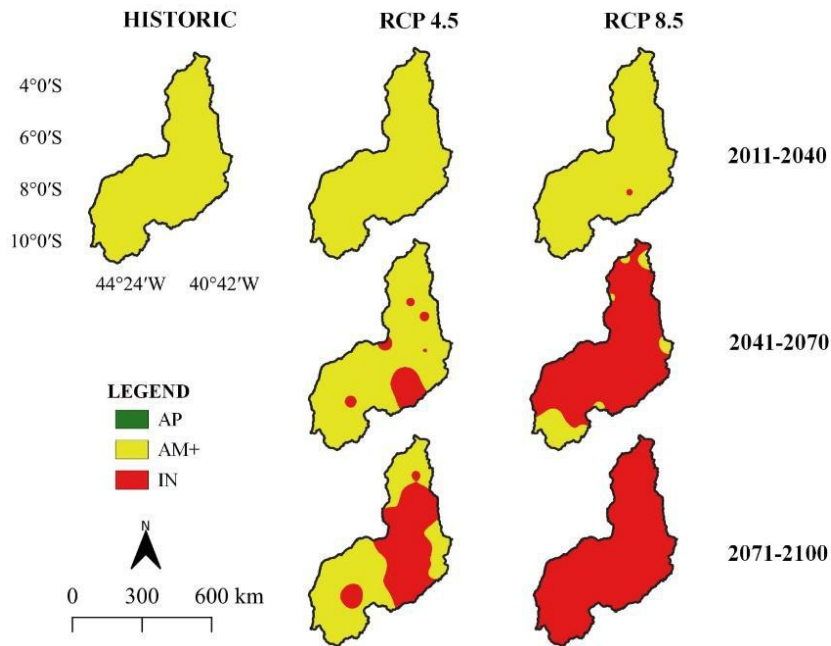 HISTORIC RCP 4.5 RCP 8.5
4°0′S
6°0′S
2011-2040
8°0′S
10°0′S
44°24′W 40°42′W
2041-2070
LEGEND
AP
AM+
IN
N
2071-2100
0 300 600 km